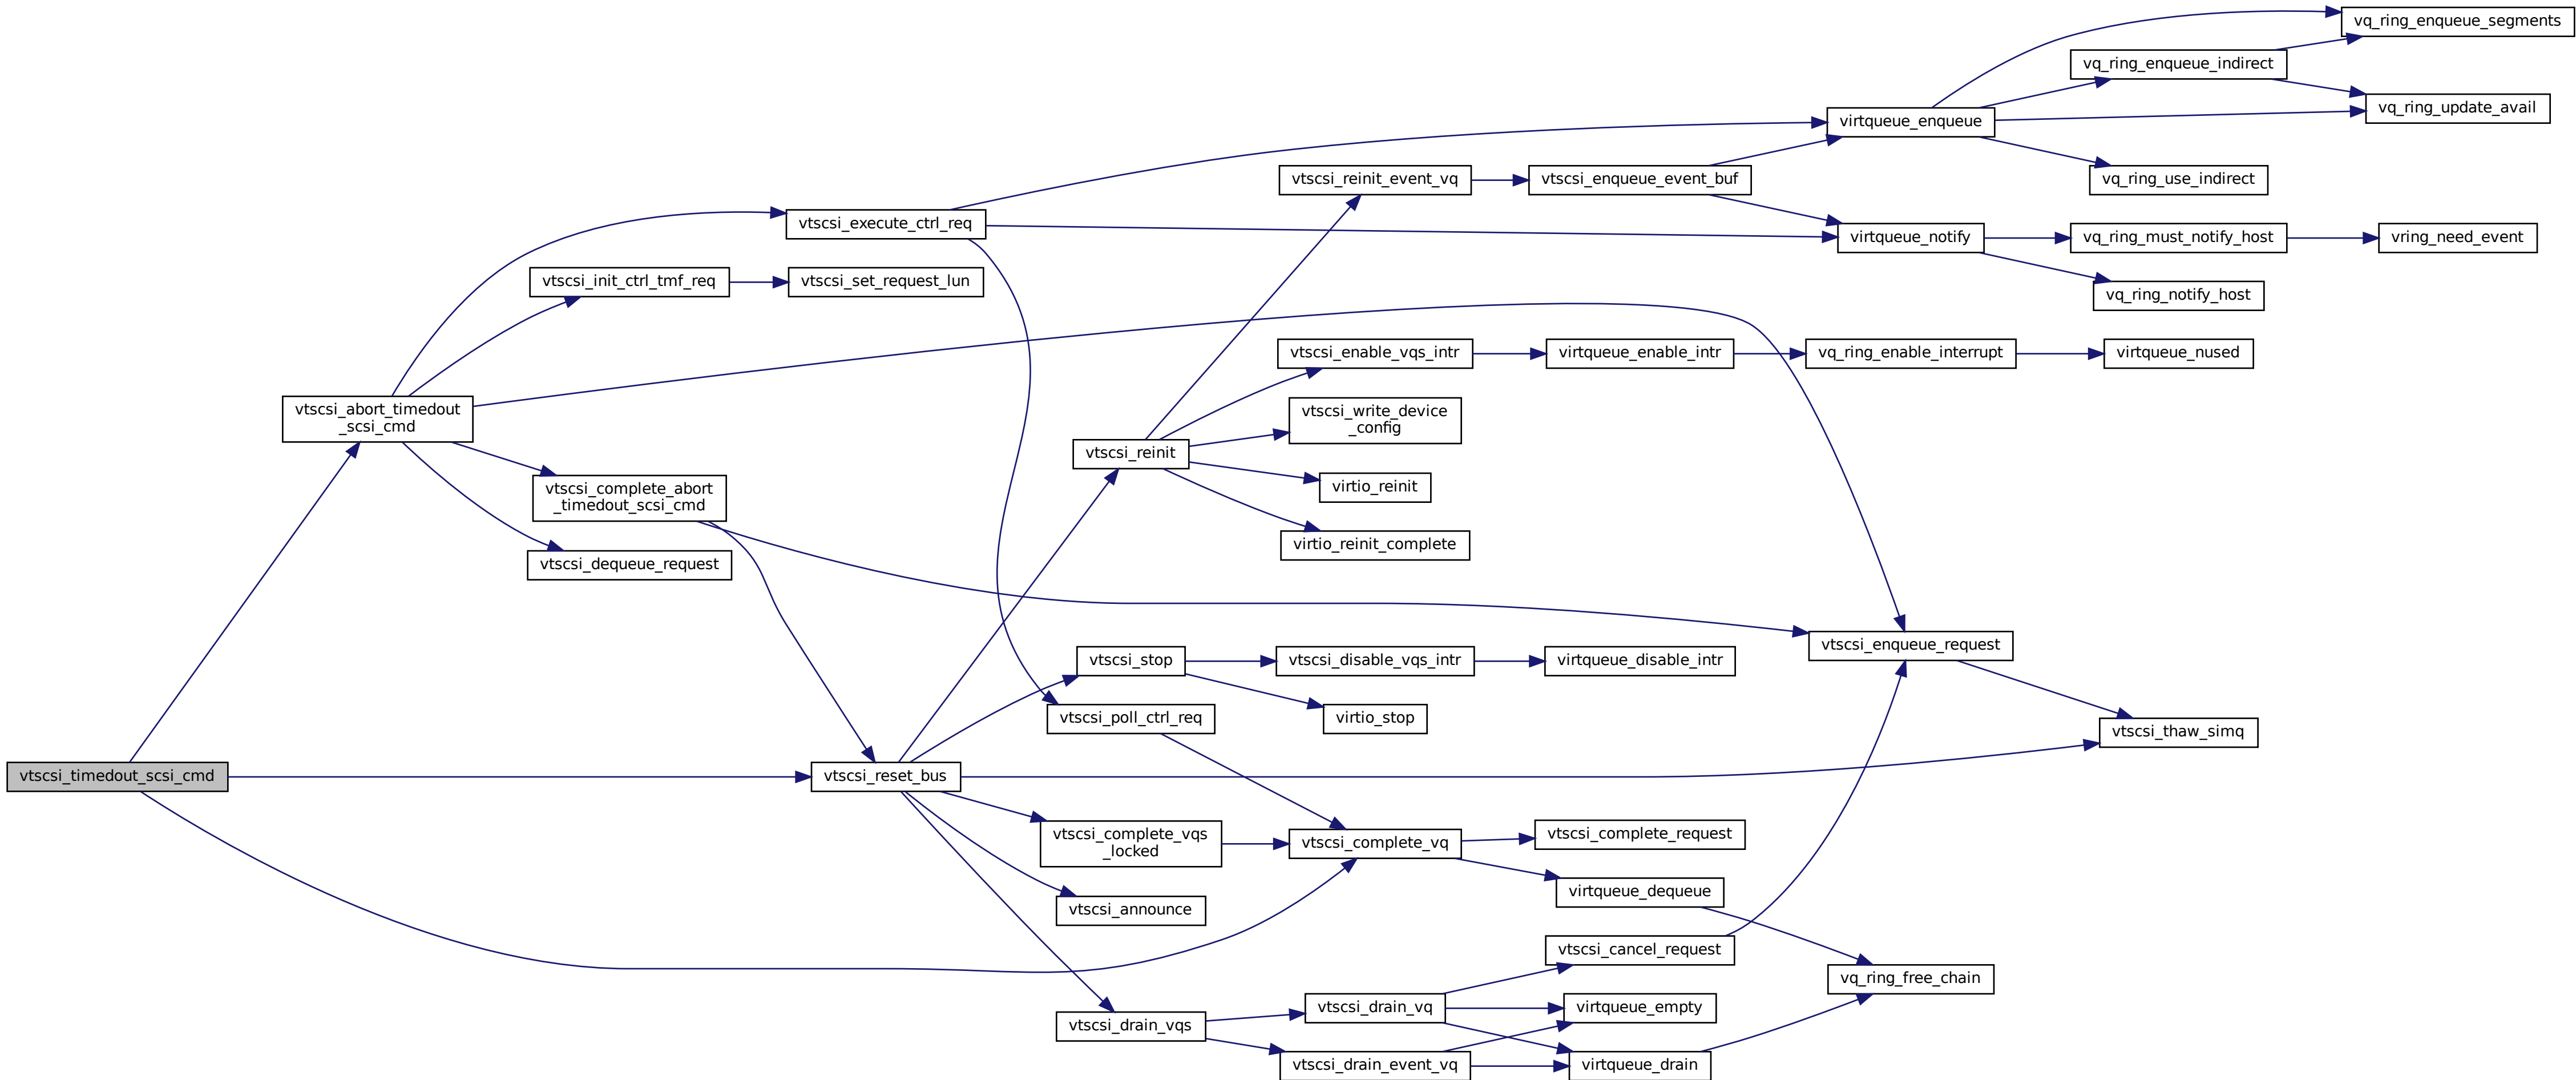 vq_ring_enqueue_segments
vq_ring_enqueue_indirect
vq_ring_update_avail
virtqueue_enqueue
vtscsi_reinit_event_vq
vtscsi_enqueue_event_buf
vq_ring_use_indirect
vtscsi_execute_ctrl_req
virtqueue_notify
vq_ring_must_notify_host
vring_need_event
vtscsi_init_ctrl_tmf_req
vtscsi_set_request_lun
vq_ring_notify_host
vtscsi_enable_vqs_intr
virtqueue_enable_intr
vq_ring_enable_interrupt
virtqueue_nused
vtscsi_abort_timedout
_scsi_cmd
vtscsi_write_device
_config
vtscsi_reinit
virtio_reinit
vtscsi_complete_abort
_timedout_scsi_cmd
virtio_reinit_complete
vtscsi_dequeue_request
vtscsi_enqueue_request
vtscsi_stop
vtscsi_disable_vqs_intr
virtqueue_disable_intr
vtscsi_poll_ctrl_req
virtio_stop
vtscsi_thaw_simq
vtscsi_timedout_scsi_cmd
vtscsi_reset_bus
vtscsi_complete_vqs
_locked
vtscsi_complete_vq
vtscsi_complete_request
virtqueue_dequeue
vtscsi_announce
vtscsi_cancel_request
vq_ring_free_chain
vtscsi_drain_vqs
vtscsi_drain_vq
virtqueue_empty
vtscsi_drain_event_vq
virtqueue_drain